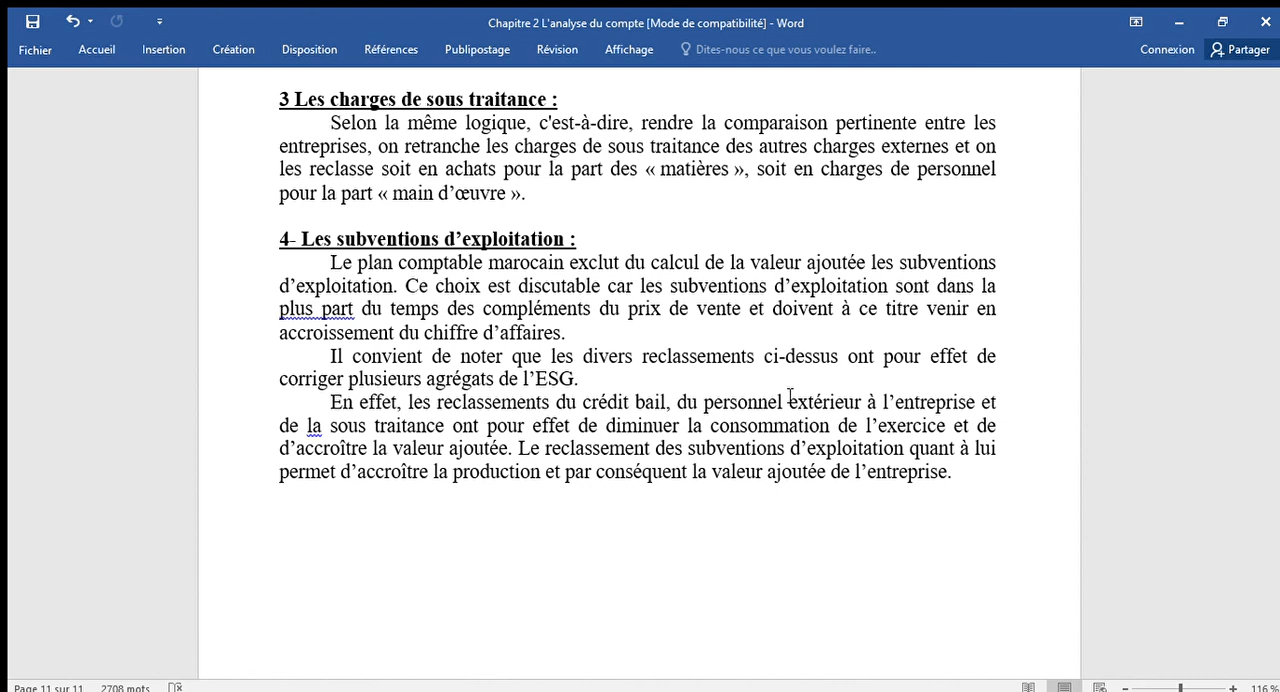 Chapitre 2 L'analyse du compte [Mode de compatibilité] - Word
Fichier Accueil Insertion Création Disposition Références Publipostage Révision Affichage Dites-nous ce que vous voulez faire.. Connexion Partager
3 Les charges de sous traitance :
Selon la même logique, c'est-à-dire, rendre la comparaison pertinente entre les
entreprises, on retranche les charges de sous traitance des autres charges externes et on
les reclasse soit en achats pour la part des « matières », soit en charges de personnel
pour la part « main d’œuvre ».
4- Les subventions d’exploitation :
Le plan comptable marocain exclut du calcul de la valeur ajoutée les subventions
d’exploitation. Ce choix est discutable car les subventions d’exploitation sont dans la
plus part du temps des compléments du prix de vente et doivent à ce titre venir en
accroissement du chiffre d’affaires.
Il convient de noter que les divers reclassements ci-dessus ont pour effet de
corriger plusieurs agrégats de l’ESG.
En effet, les reclassements du crédit bail, du personnel extérieur à l’entreprise et
de la sous traitance ont pour effet de diminuer la consommation de l’exercice et de
d’accroître la valeur ajoutée. Le reclassement des subventions d’exploitation quant à lui
permet d’accroître la production et par conséquent la valeur ajoutée de l’entreprise.
Page 11 sur 11 2708 mots 116 %